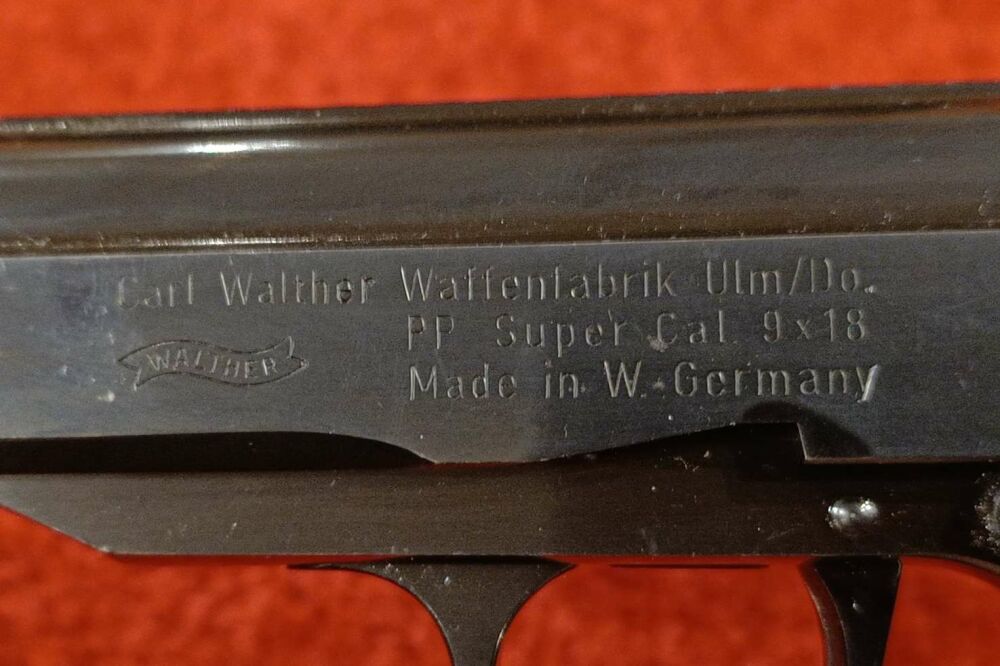 Carl Walther Waffenfabrik Ulm/Do.
PP Super Cal. 9x18
WALTHER
Made in W.-Germany